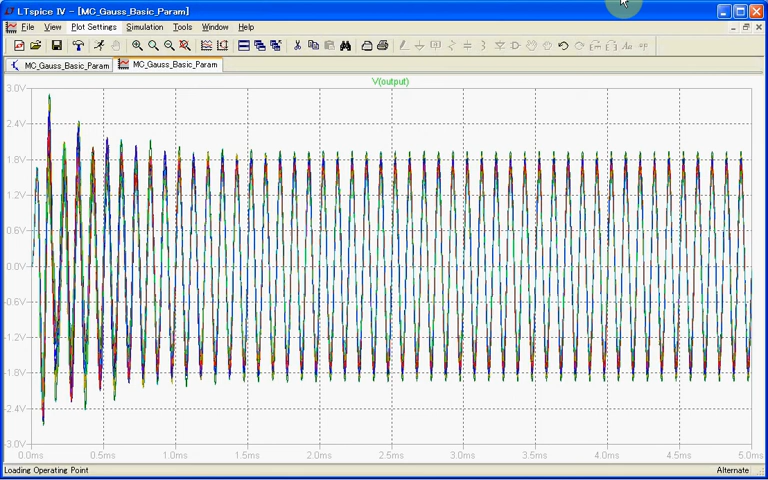 LTspice IV - [MC_Gauss_Basic_Param]
File View Plot Settings Simulation Tools Window Help
MC_Gauss_Basic_Param MC_Gauss_Basic_Param
V(output)
3.0V
2.4V
1.8V
1.2V
0.6V
0.0V
-0.6V
-1.2V
-1.8V
-2.4V
-3.0V
0.0ms 0.5ms 1.0ms 1.5ms 2.0ms 2.5ms 3.0ms 3.5ms 4.0ms 4.5ms 5.0ms
Loading Operating Point Alternate